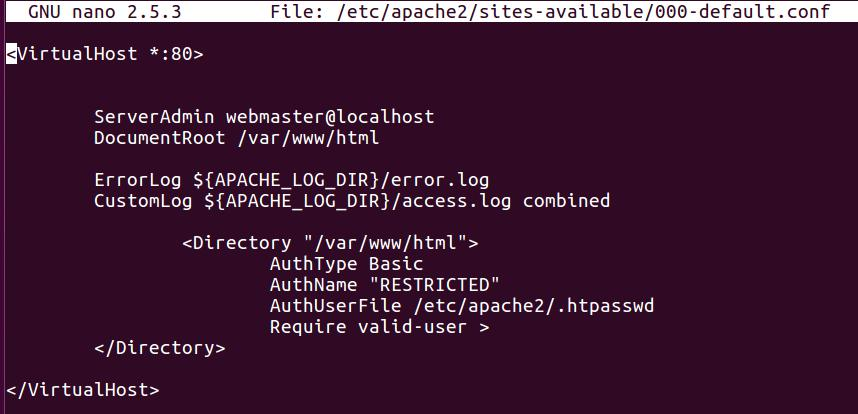 GNU nano 2.5.3 File: /etc/apache2/sites-available/000-default.conf
<VirtualHost *:80>
ServerAdmin webmaster@localhost
DocumentRoot /var/www/html
ErrorLog ${APACHE_LOG_DIR}/error.log
CustomLog ${APACHE_LOG_DIR}/access.log combined
<Directory "/var/www/html">
AuthType Basic
AuthName "RESTRICTED"
AuthUserFile /etc/apache2/.htpasswd
Require valid-user >
</Directory>
</VirtualHost>